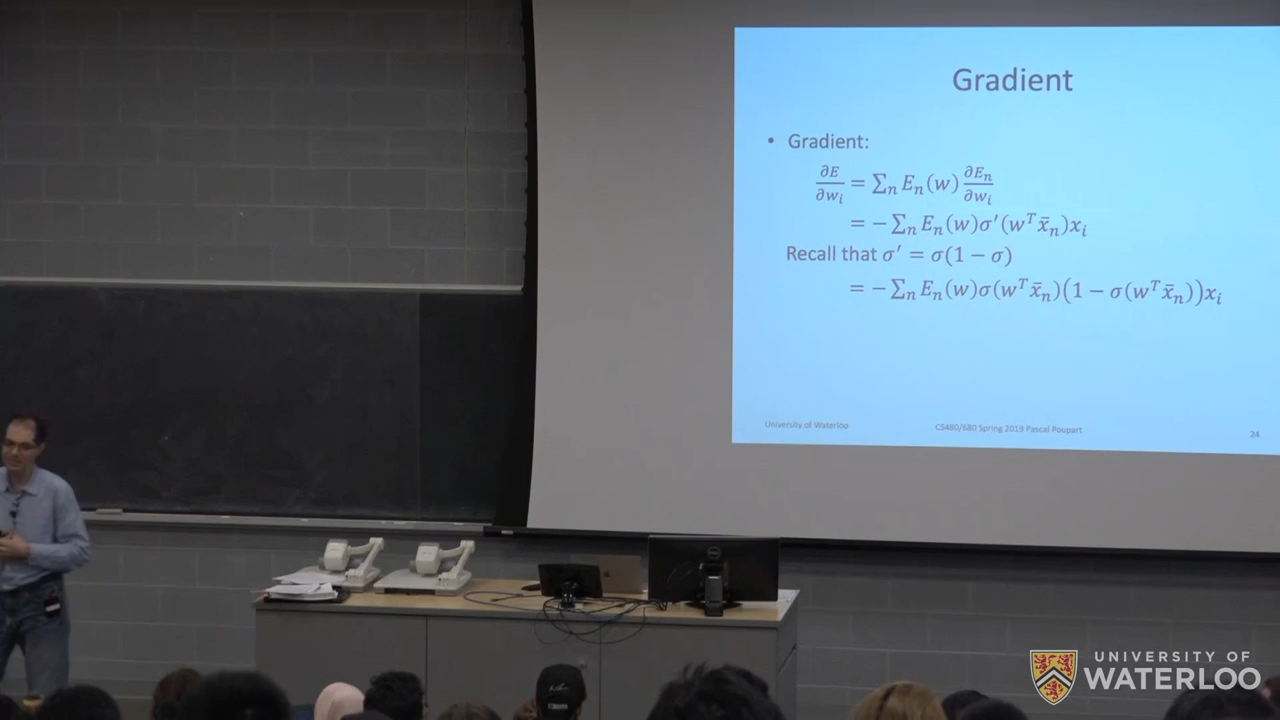 Gradient
• Gradient:
∂E/∂w_i = ∑_n E_n(w) ∂E_n/∂w_i
= −∑_n E_n(w)σ′(w^T x̄_n)x_i
Recall that σ′ = σ(1 − σ)
= −∑_n E_n(w)σ(w^T x̄_n)(1 − σ(w^T x̄_n))x_i
University of Waterloo
CS480/680 Spring 2019 Pascal Poupart
24
UNIVERSITY OF
WATERLOO